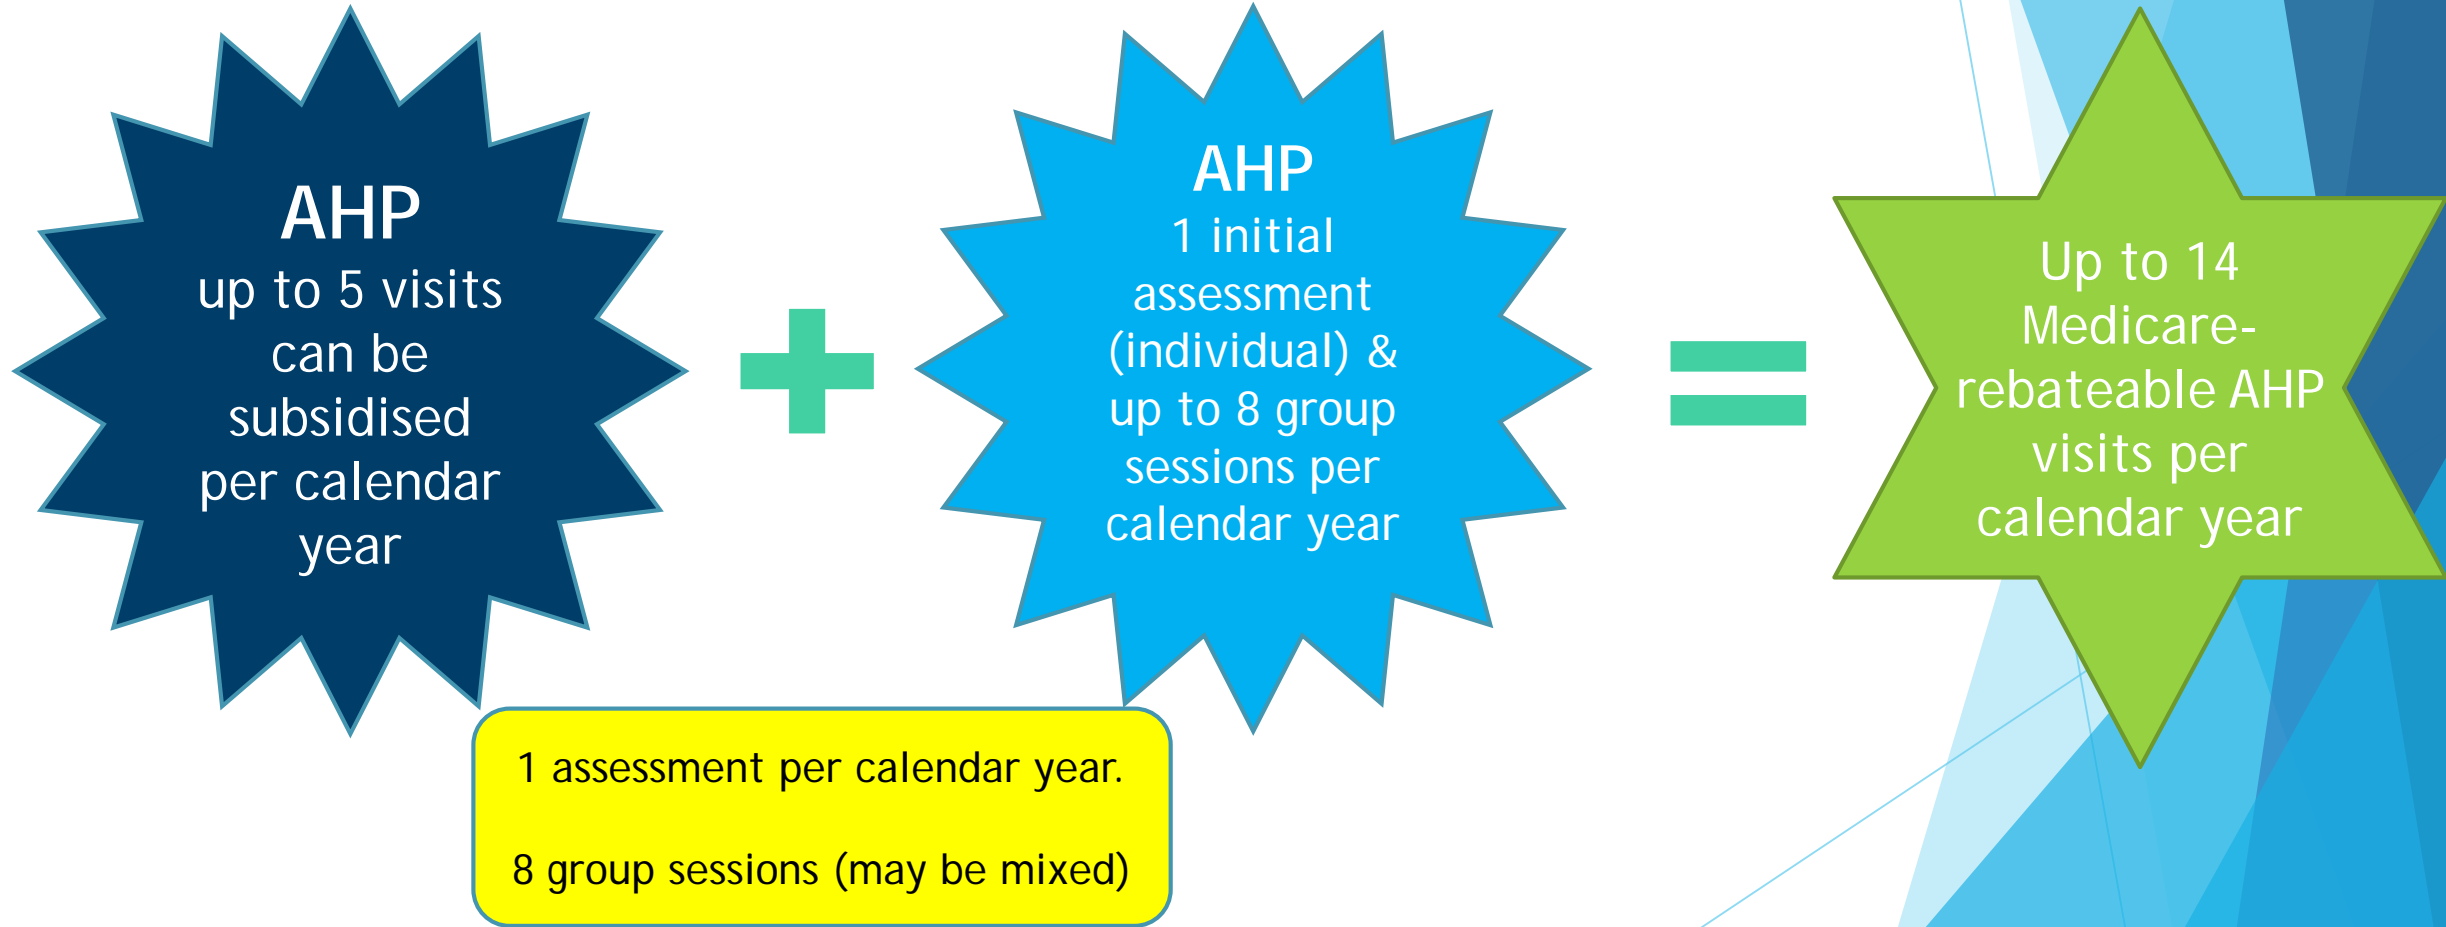 AHP
up to 5 visits
can be
subsidised
per calendar
year
AHP
1 initial
assessment
(individual) &
up to 8 group
sessions per
calendar year
Up to 14
Medicare-
rebateable AHP
visits per
calendar year
1 assessment per calendar year.
8 group sessions (may be mixed)